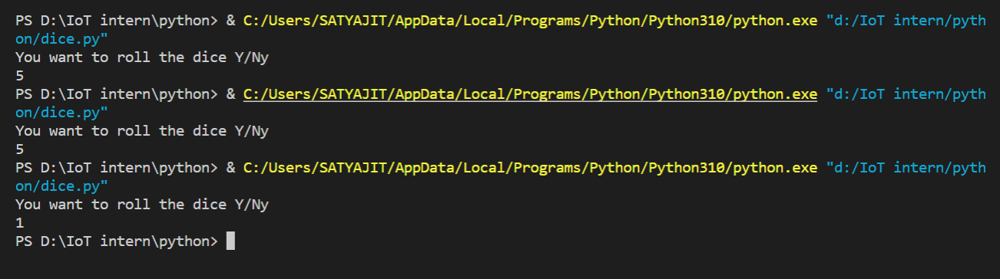 PS D:\IoT intern\python> & C:/Users/SATYAJIT/AppData/Local/Programs/Python/Python310/python.exe "d:/IoT intern/pyth
on/dice.py"
You want to roll the dice Y/Ny
5
PS D:\IoT intern\python> & C:/Users/SATYAJIT/AppData/Local/Programs/Python/Python310/python.exe "d:/IoT intern/pyth
on/dice.py"
You want to roll the dice Y/Ny
5
PS D:\IoT intern\python> & C:/Users/SATYAJIT/AppData/Local/Programs/Python/Python310/python.exe "d:/IoT intern/pyth
on/dice.py"
You want to roll the dice Y/Ny
1
PS D:\IoT intern\python>